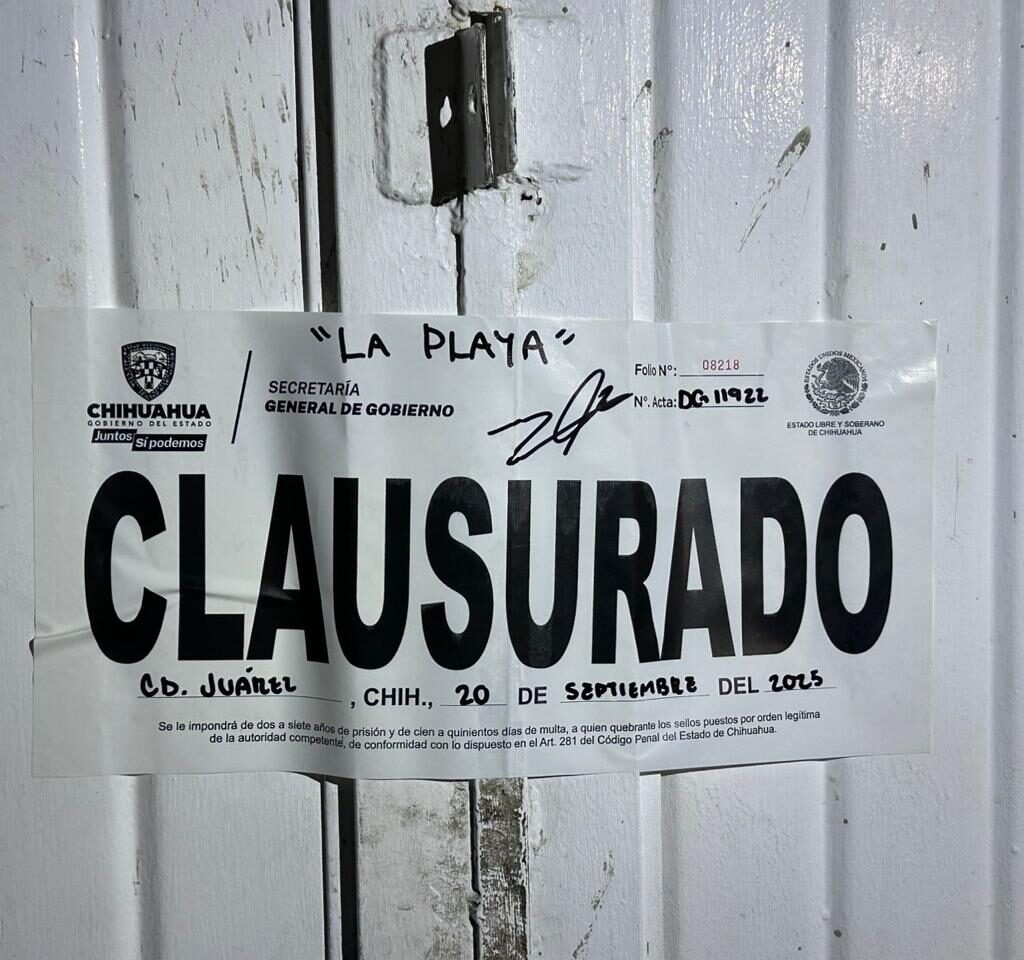 "LA PLAYA"
CHIHUAHUA
GOBIERNO DEL ESTADO
Juntos Sí podemos
SECRETARÍA
GENERAL DE GOBIERNO
Folio Nº: 08218
Nº. Acta: DG 11922
ESTADOS UNIDOS MEXICANOS
ESTADO LIBRE Y SOBERANO
DE CHIHUAHUA
CLAUSURADO
CD. JUÁREZ, CHIH., 20 DE SEPTIEMBRE DEL 2025
Se le impondrá de dos a siete años de prisión y de cien a quinientos días de multa, a quien quebrante los sellos puestos por orden legítima
de la autoridad competente, de conformidad con lo dispuesto en el Art. 281 del Código Penal del Estado de Chihuahua.